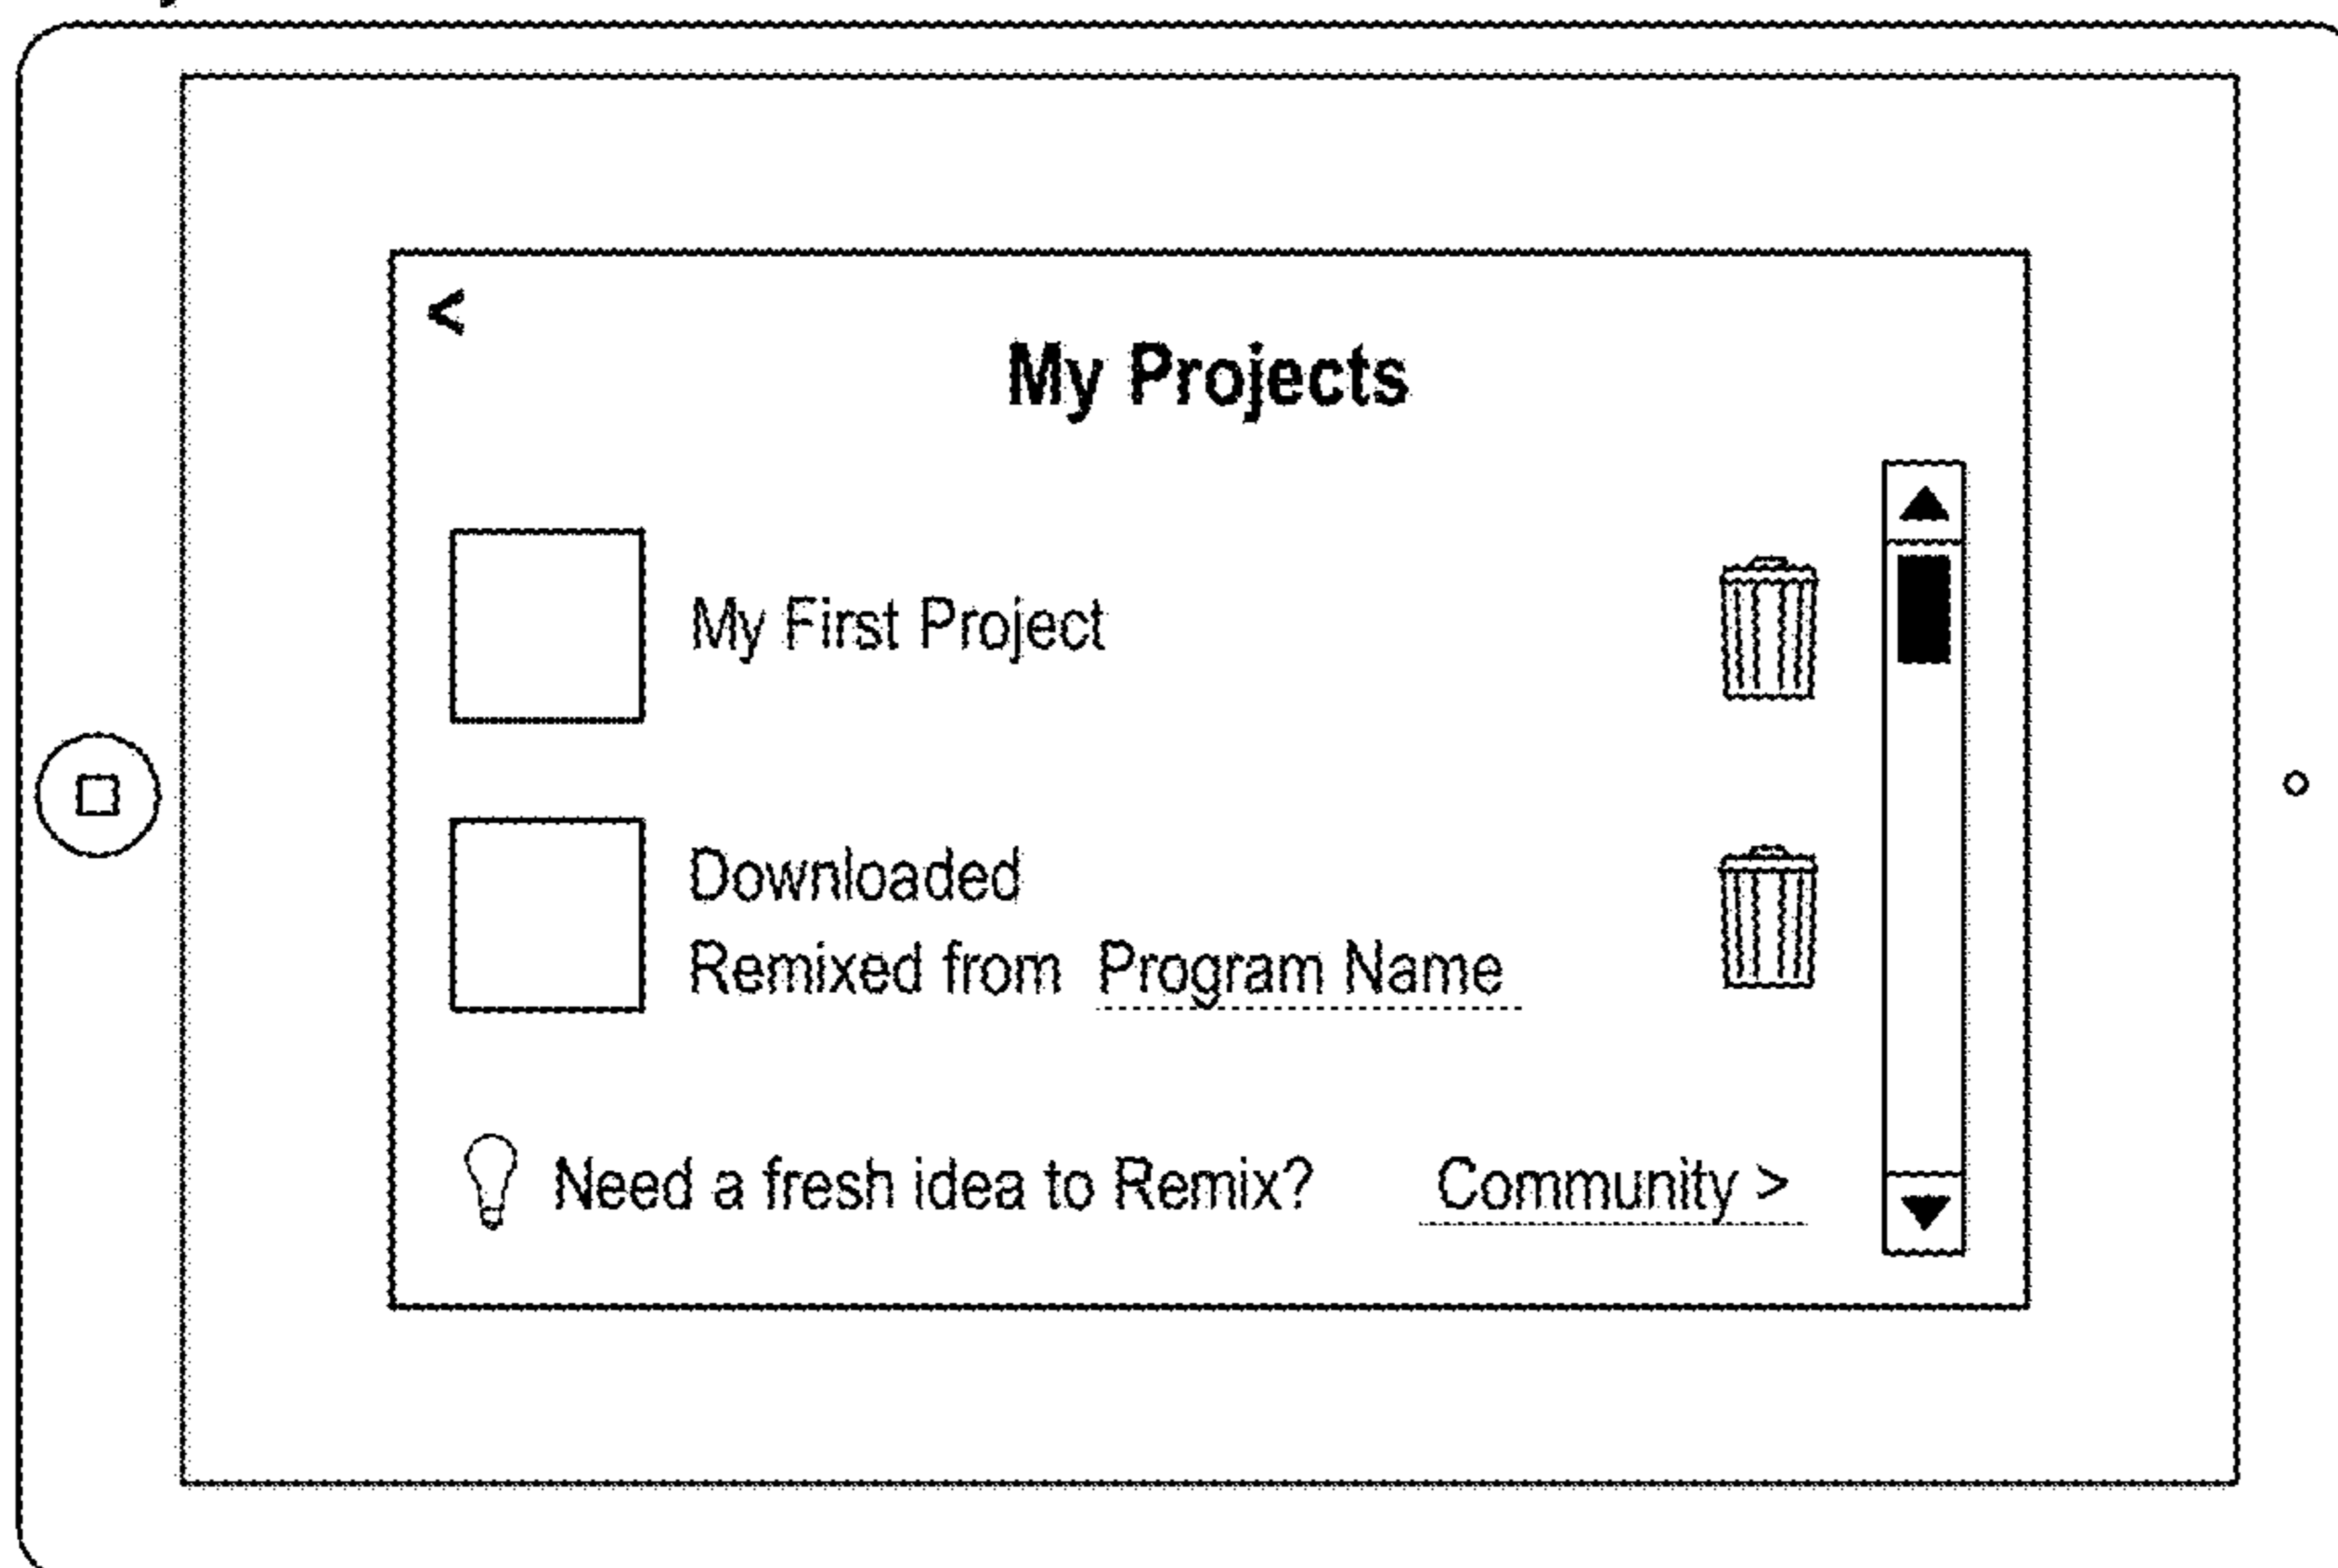 <
My Projects
My First Project
Downloaded
Remixed from Program Name
Need a fresh idea to Remix? Community >